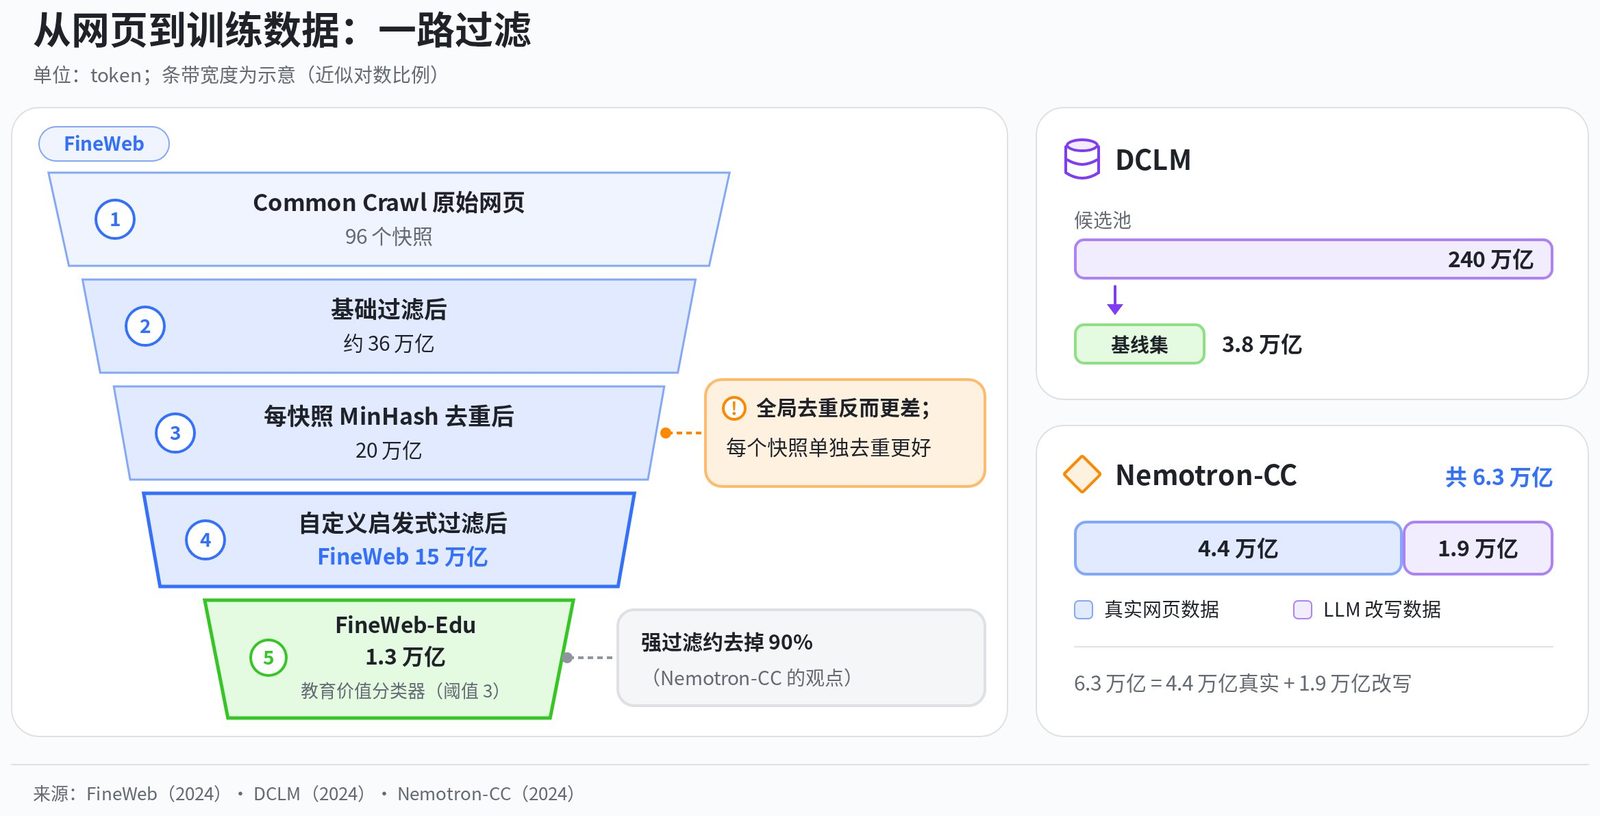 从网页到训练数据：一路过滤
单位：token；条带宽度为示意（近似对数比例）
FineWeb
1
Common Crawl 原始网页
96 个快照
2
基础过滤后
约 36 万亿
3
每快照 MinHash 去重后
20 万亿
全局去重反而更差；
每个快照单独去重更好
4
自定义启发式过滤后
FineWeb 15 万亿
5
FineWeb-Edu
1.3 万亿
教育价值分类器（阈值 3）
强过滤约去掉 90%
（Nemotron-CC 的观点）
DCLM
候选池
240 万亿
基线集
3.8 万亿
Nemotron-CC
共 6.3 万亿
4.4 万亿
1.9 万亿
真实网页数据
LLM 改写数据
6.3 万亿 = 4.4 万亿真实 + 1.9 万亿改写
来源：FineWeb（2024） • DCLM（2024） • Nemotron-CC（2024）